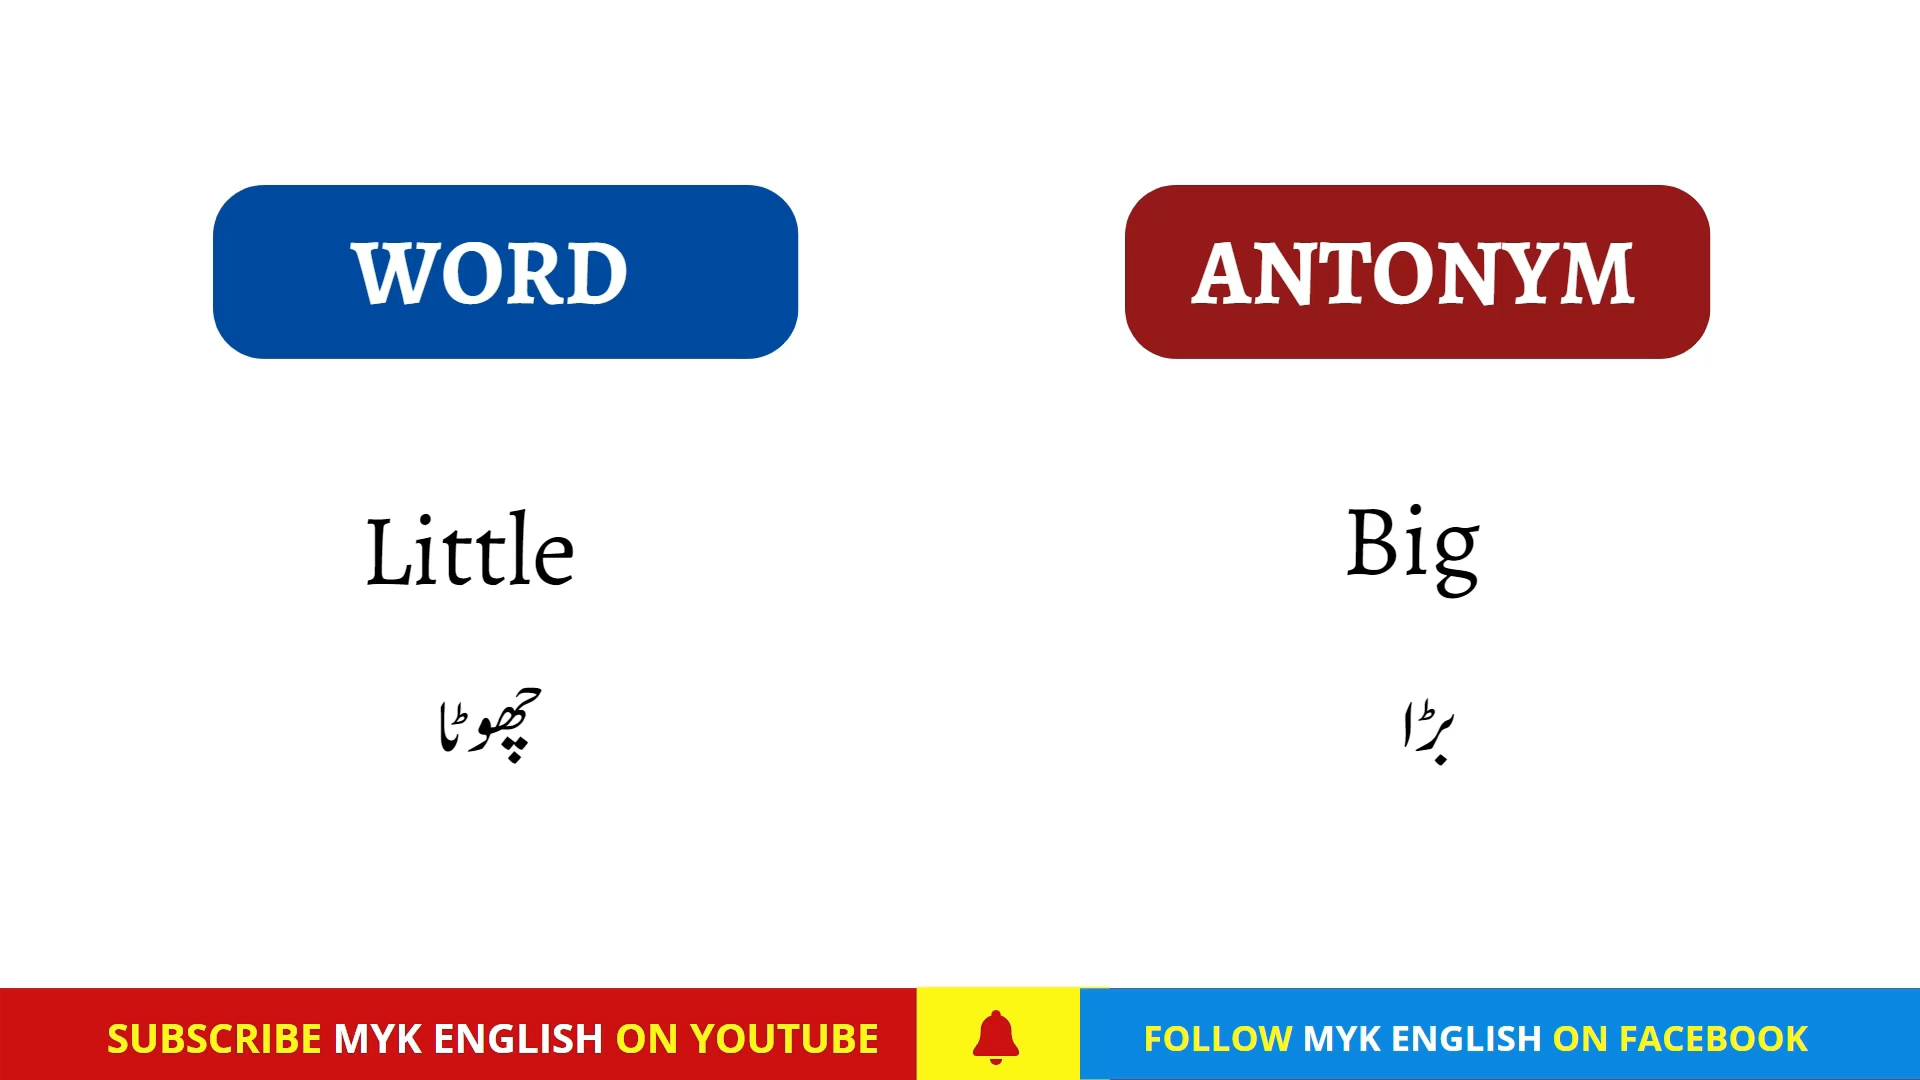 WORD
ANTONYM
Little
Big
چھوٹا
بڑا
SUBSCRIBE MYK ENGLISH ON YOUTUBE
FOLLOW MYK ENGLISH ON FACEBOOK